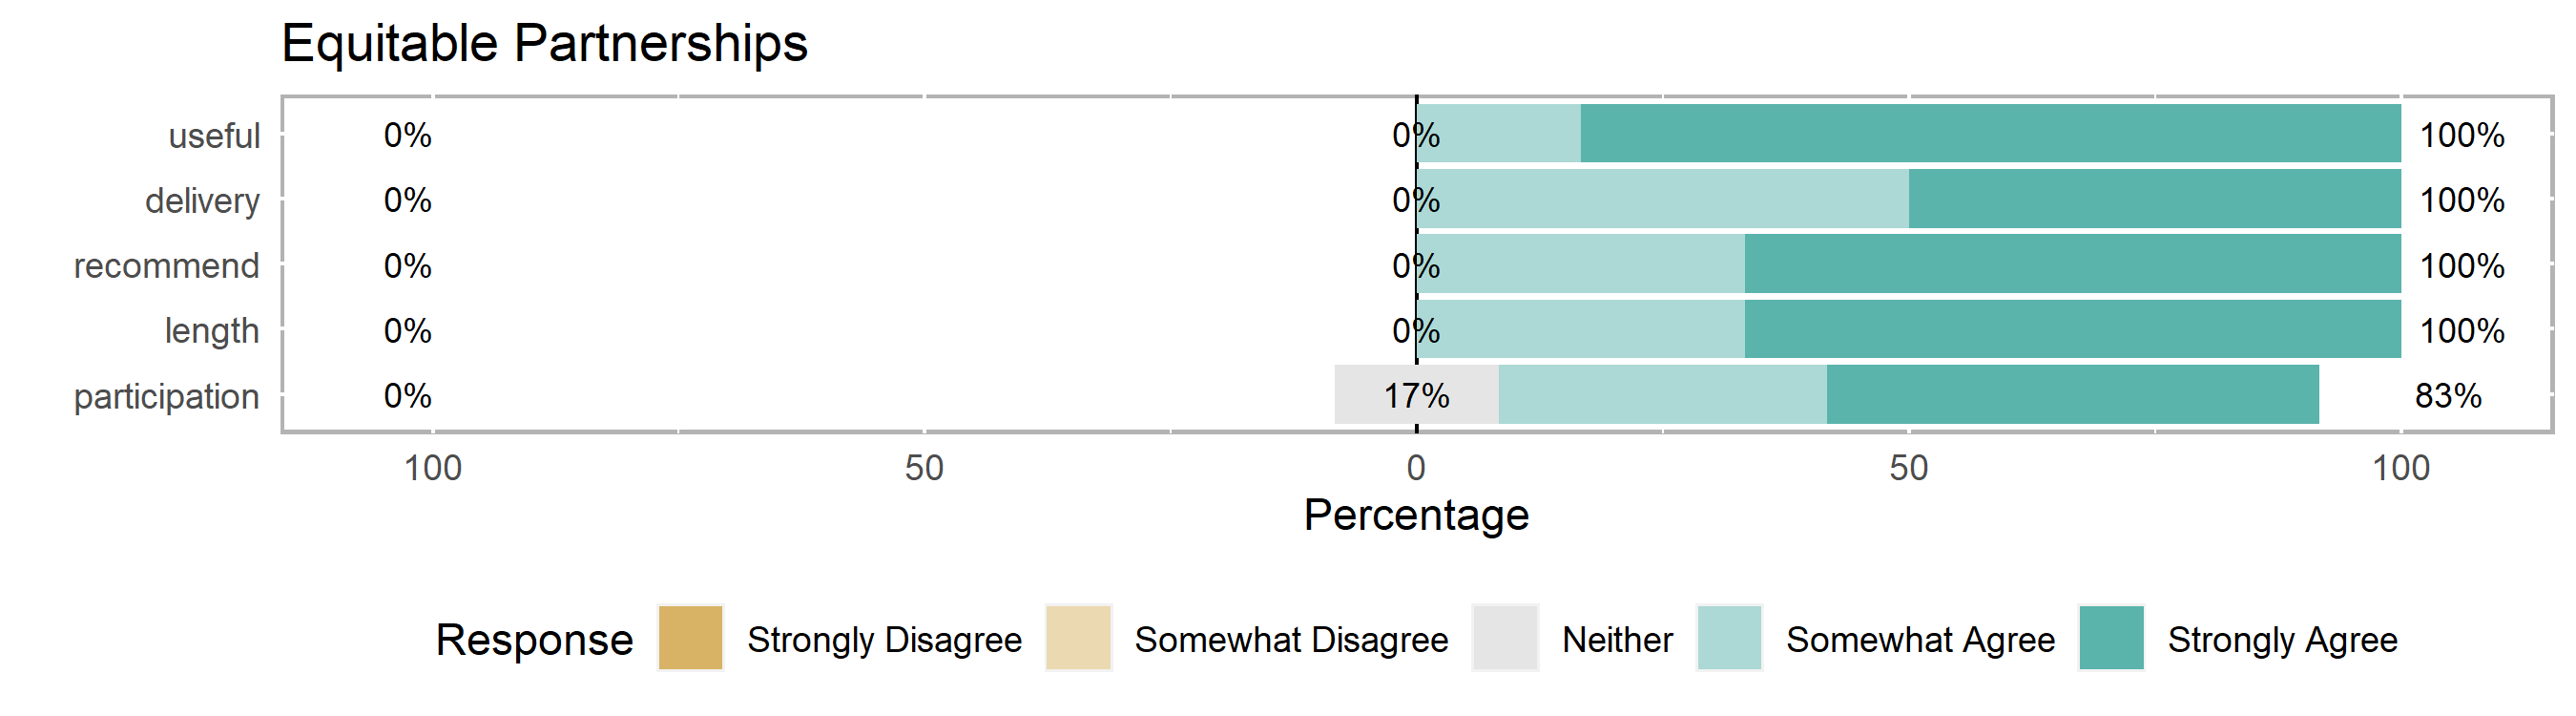 Equitable Partnerships
useful 0% 0% 100%
delivery 0% 0% 100%
recommend 0% 0% 100%
length 0% 0% 100%
participation 0% 17% 83%
100 50 0 50 100
Percentage
Response Strongly Disagree Somewhat Disagree Neither Somewhat Agree Strongly Agree